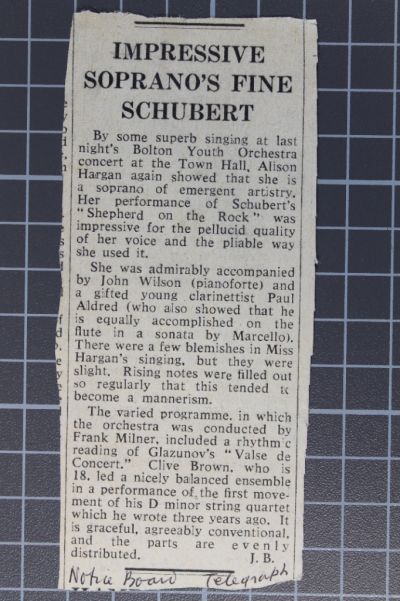 IMPRESSIVE
SOPRANO'S FINE
SCHUBERT
By some superb singing at last
night's Bolton Youth Orchestra
concert at the Town Hall, Alison
Hargan again showed that she is
a soprano of emergent artistry.
Her performance of Schubert's
"Shepherd on the Rock" was
impressive for the pellucid quality
of her voice and the pliable way
she used it.
She was admirably accompanied
by John Wilson (pianoforte) and
a gifted young clarinettist Paul
Aldred (who also showed that he
is equally accomplished on the
flute in a sonata by Marcello).
There were a few blemishes in Miss
Hargan's singing, but they were
slight. Rising notes were filled out
so regularly that this tended to
become a mannerism.
The varied programme, in which
the orchestra was conducted by
Frank Milner, included a rhythmic
reading of Glazunov's "Valse de
Concert." Clive Brown, who is
18, led a nicely balanced ensemble
in a performance of the first move-
ment of his D minor string quartet
which he wrote three years ago. It
is graceful, agreeably conventional,
and the parts are evenly
distributed. J. B.
Notice Board Telegraph